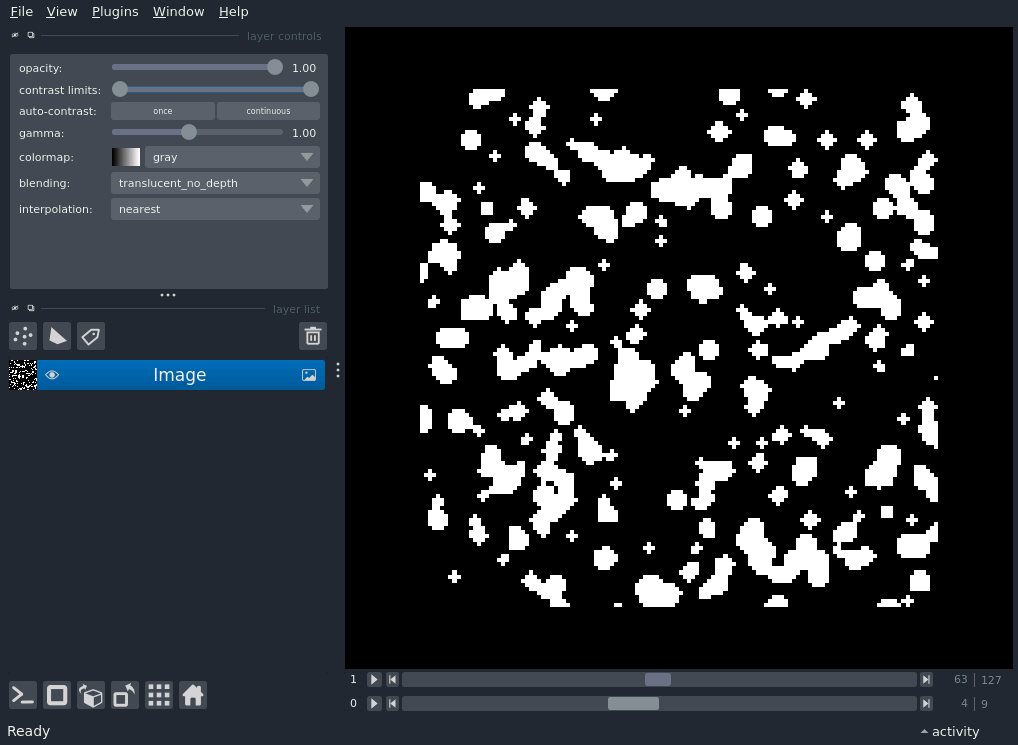 File View Plugins Window Help
layer controls
opacity: 1.00
contrast limits:
auto-contrast: once continuous
gamma: 1.00
colormap: gray
blending: translucent_no_depth
interpolation: nearest
layer list
Image
1 63 127
0 4 9
Ready activity